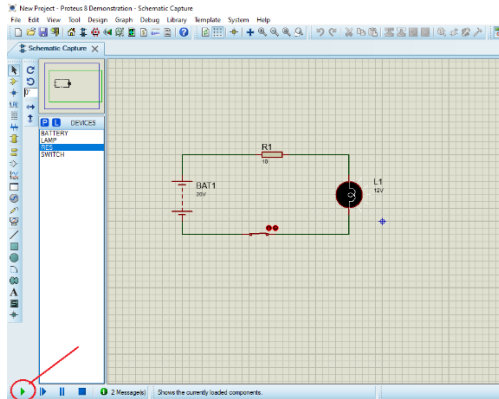 New Project - Proteus 8 Demonstration - Schematic Capture
File Edit View Tool Design Graph Debug Library Template System Help
Schematic Capture
P L DEVICES
BATTERY
LAMP
RES
SWITCH
R1
10
BAT1
20V
L1
12V
A
2 Message(s) Shows the currently loaded components.